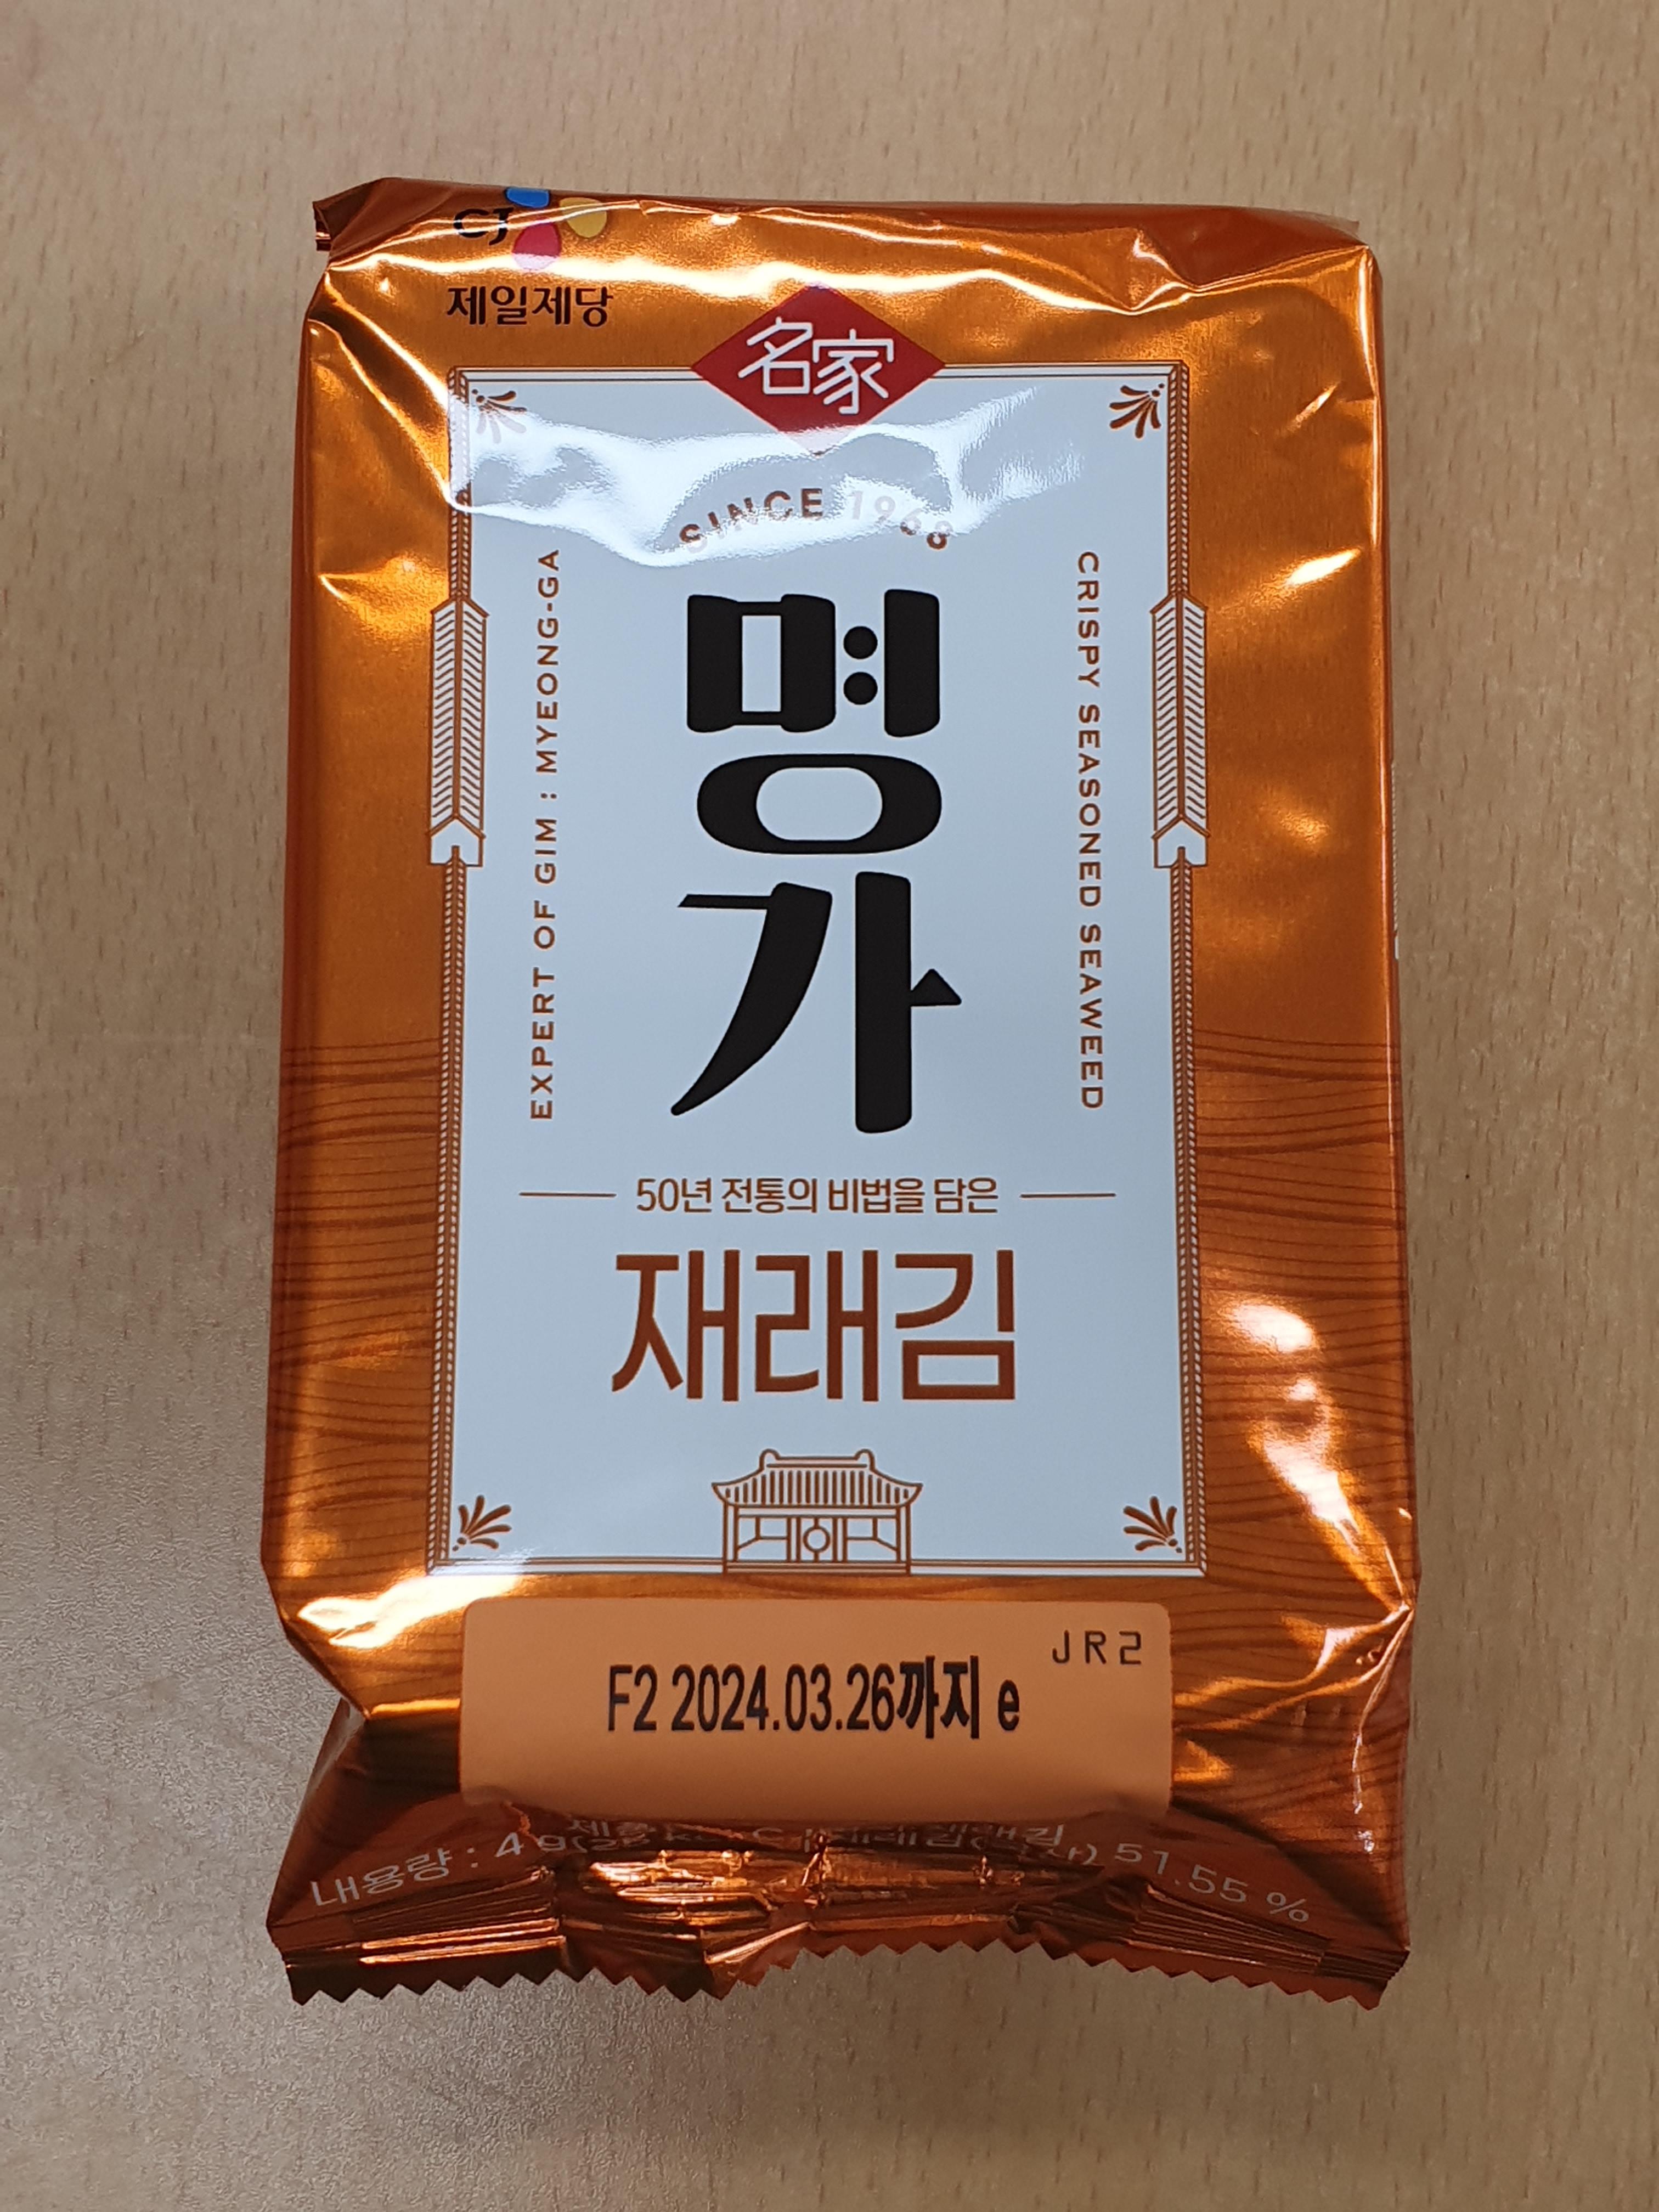 CJ
제일제당
名家
SINCE 1968
EXPERT OF GIM : MYEONG-GA
명가
CRISPY SEASONED SEAWEED
50년 전통의 비법을 담은
재래김
JR2
F2 2024.03.26까지 e
내용량 : 4 g 51.55 %